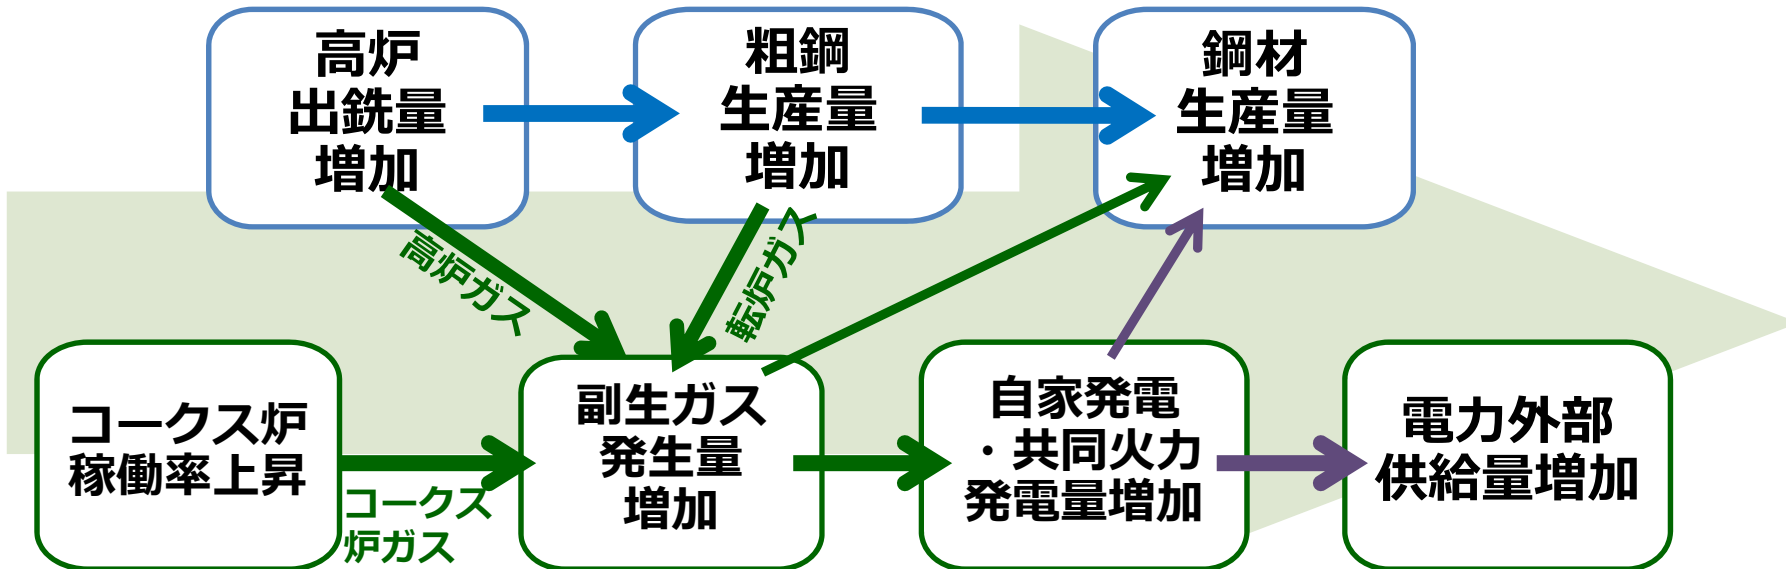 高炉
出銑量
増加
粗鋼
生産量
増加
鋼材
生産量
増加
高炉ガス
転炉ガス
コークス炉
稼働率上昇
コークス
炉ガス
副生ガス
発生量
増加
自家発電
・共同火力
発電量増加
電力外部
供給量増加